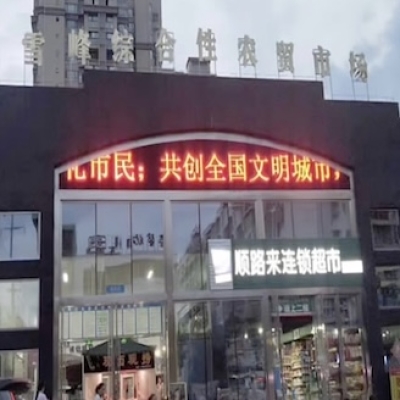 雪峰综合性农贸市场
化市民；共创全国文明城市，
顺路来连锁超市